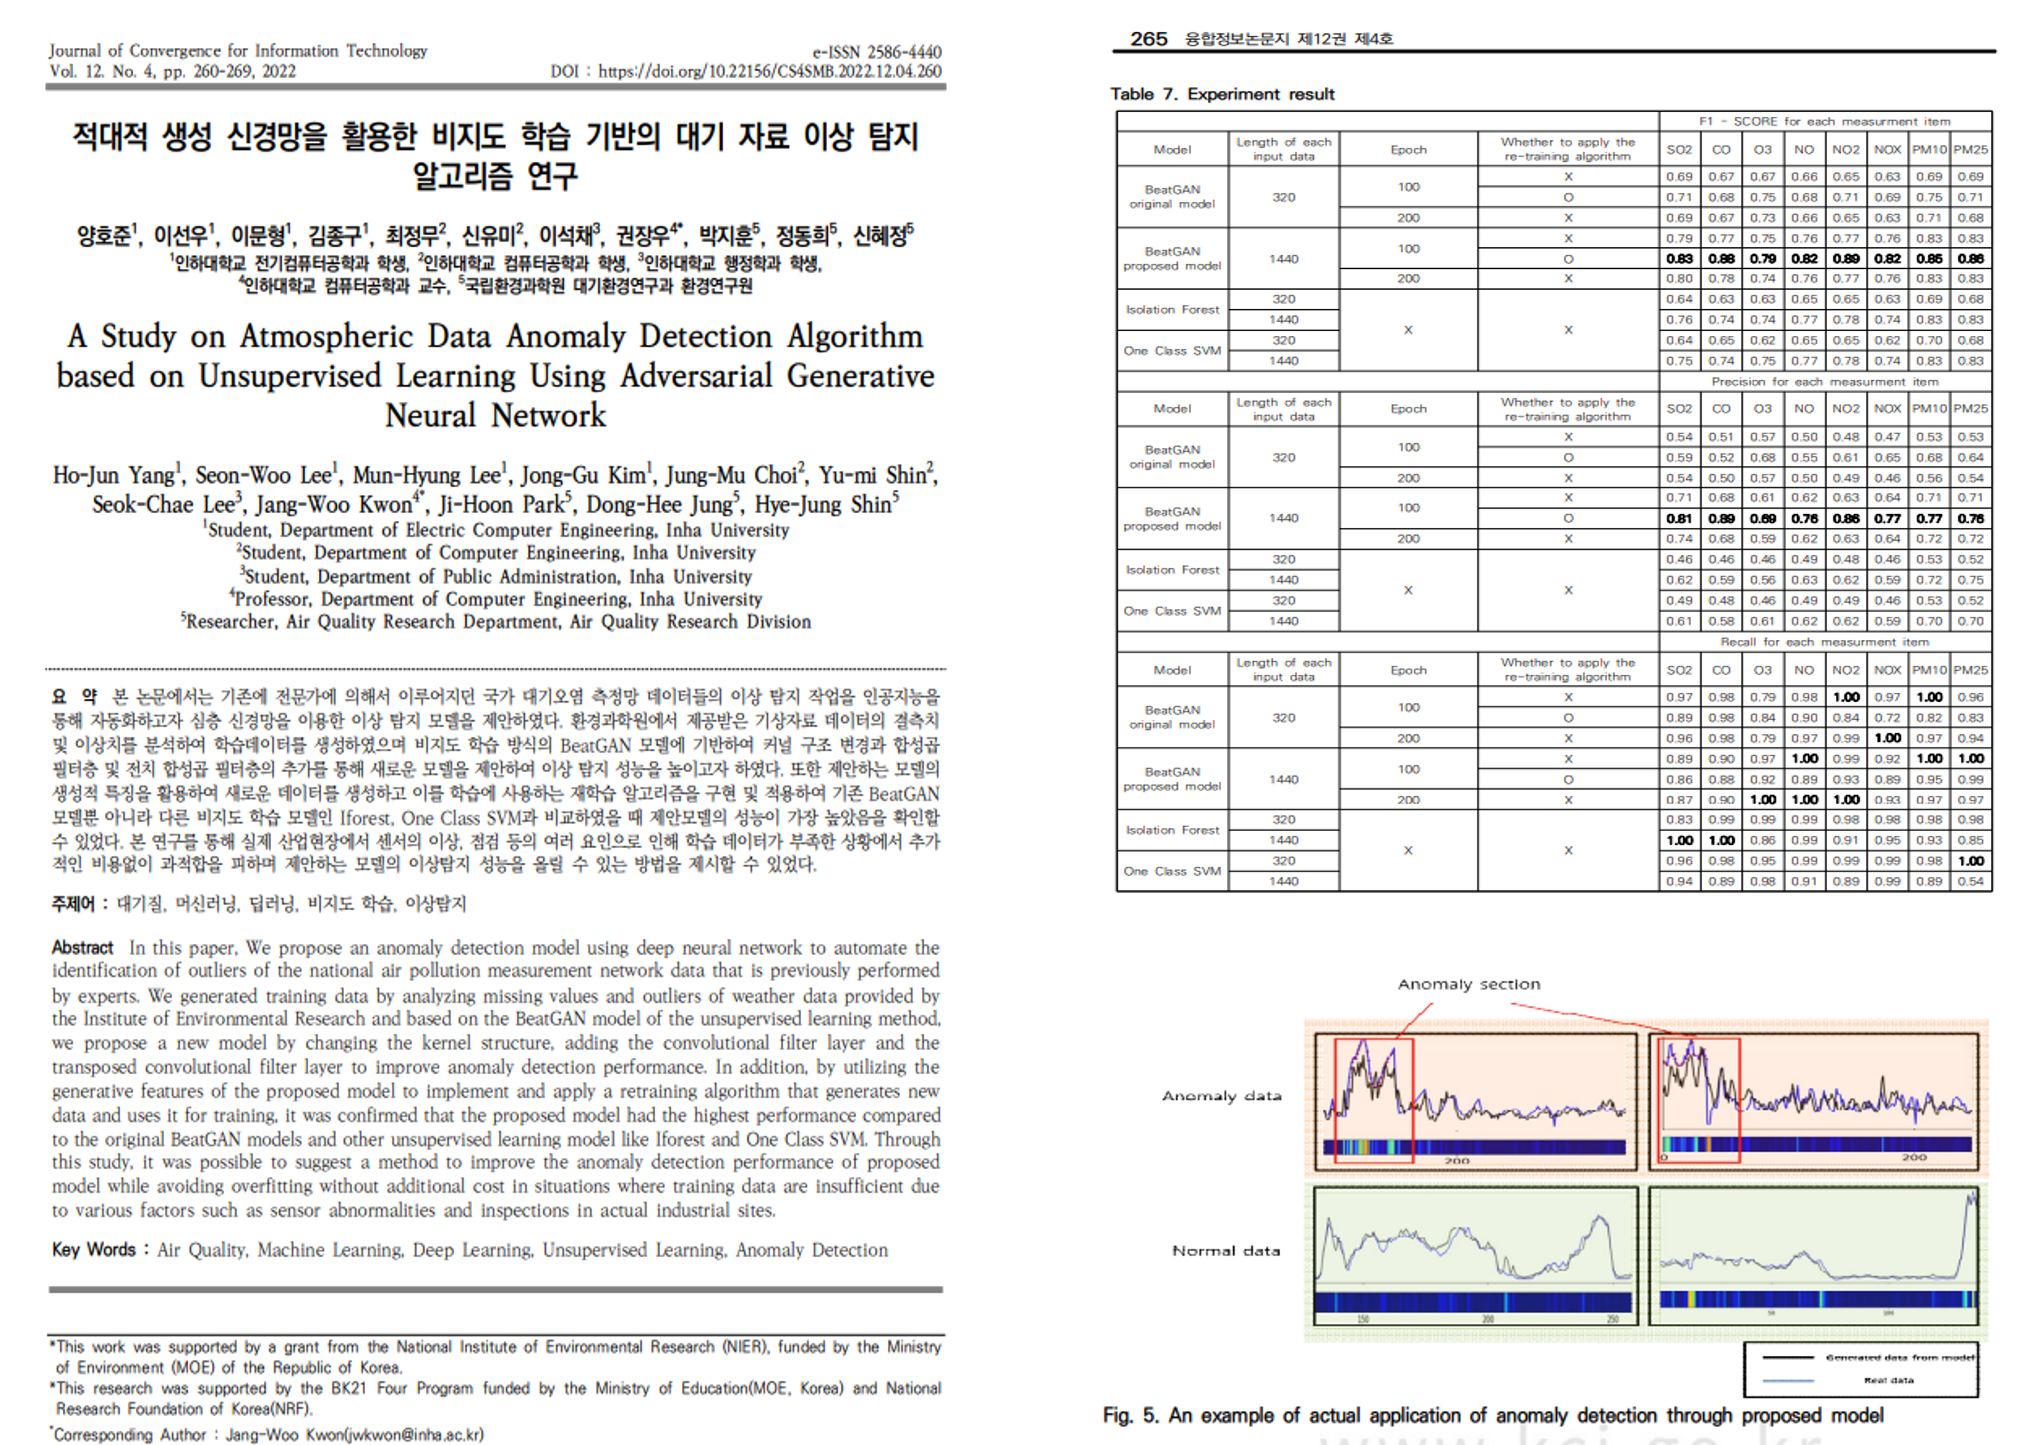 Journal of Convergence for Information Technology
Vol. 12. No. 4, pp. 260-269, 2022
e-ISSN 2586-4440
DOI : https://doi.org/10.22156/CS4SMB.2022.12.04.260
적대적 생성 신경망을 활용한 비지도 학습 기반의 대기 자료 이상 탐지
알고리즘 연구
양호준1, 이선우1, 이문형1, 김종구1, 최정무2, 신유미2, 이석채3, 권장우4*, 박지훈5, 정동희5, 신혜정5
1인하대학교 전기컴퓨터공학과 학생, 2인하대학교 컴퓨터공학과 학생, 3인하대학교 행정학과 학생,
4인하대학교 컴퓨터공학과 교수, 5국립환경과학원 대기환경연구과 환경연구원
A Study on Atmospheric Data Anomaly Detection Algorithm
based on Unsupervised Learning Using Adversarial Generative
Neural Network
Ho-Jun Yang1, Seon-Woo Lee1, Mun-Hyung Lee1, Jong-Gu Kim1, Jung-Mu Choi2, Yu-mi Shin2,
Seok-Chae Lee3, Jang-Woo Kwon4*, Ji-Hoon Park5, Dong-Hee Jung5, Hye-Jung Shin5
1Student, Department of Electric Computer Engineering, Inha University
2Student, Department of Computer Engineering, Inha University
3Student, Department of Public Administration, Inha University
4Professor, Department of Computer Engineering, Inha University
5Researcher, Air Quality Research Department, Air Quality Research Division
요 약 본 논문에서는 기존에 전문가에 의해서 이루어지던 국가 대기오염 측정망 데이터들의 이상 탐지 작업을 인공지능을
통해 자동화하고자 심층 신경망을 이용한 이상 탐지 모델을 제안하였다. 환경과학원에서 제공받은 기상자료 데이터의 결측치
및 이상치를 분석하여 학습데이터를 생성하였으며 비지도 학습 방식의 BeatGAN 모델에 기반하여 커널 구조 변경과 합성곱
필터층 및 전치 합성곱 필터층의 추가를 통해 새로운 모델을 제안하여 이상 탐지 성능을 높이고자 하였다. 또한 제안하는 모델의
생성적 특징을 활용하여 새로운 데이터를 생성하고 이를 학습에 사용하는 재학습 알고리즘을 구현 및 적용하여 기존 BeatGAN
모델뿐 아니라 다른 비지도 학습 모델인 Iforest, One Class SVM과 비교하였을 때 제안모델의 성능이 가장 높았음을 확인할
수 있었다. 본 연구를 통해 실제 산업현장에서 센서의 이상, 점검 등의 여러 요인으로 인해 학습 데이터가 부족한 상황에서 추가
적인 비용없이 과적합을 피하며 제안하는 모델의 이상탐지 성능을 올릴 수 있는 방법을 제시할 수 있었다.
주제어 : 대기질, 머신러닝, 딥러닝, 비지도 학습, 이상탐지
Abstract In this paper, We propose an anomaly detection model using deep neural network to automate the
identification of outliers of the national air pollution measurement network data that is previously performed
by experts. We generated training data by analyzing missing values and outliers of weather data provided by
the Institute of Environmental Research and based on the BeatGAN model of the unsupervised learning method,
we propose a new model by changing the kernel structure, adding the convolutional filter layer and the
transposed convolutional filter layer to improve anomaly detection performance. In addition, by utilizing the
generative features of the proposed model to implement and apply a retraining algorithm that generates new
data and uses it for training, it was confirmed that the proposed model had the highest performance compared
to the original BeatGAN models and other unsupervised learning model like Iforest and One Class SVM. Through
this study, it was possible to suggest a method to improve the anomaly detection performance of proposed
model while avoiding overfitting without additional cost in situations where training data are insufficient due
to various factors such as sensor abnormalities and inspections in actual industrial sites.
Key Words : Air Quality, Machine Learning, Deep Learning, Unsupervised Learning, Anomaly Detection
*This work was supported by a grant from the National Institute of Environmental Research (NIER), funded by the Ministry
of Environment (MOE) of the Republic of Korea.
*This research was supported by the BK21 Four Program funded by the Ministry of Education(MOE, Korea) and National
Research Foundation of Korea(NRF).
*Corresponding Author : Jang-Woo Kwon(jwkwon@inha.ac.kr)
265 융합정보논문지 제12권 제4호
Table 7. Experiment result
F1 - SCORE for each measurment item
Model Length of each input data Epoch Whether to apply the re-training algorithm SO2 CO O3 NO NO2 NOX PM10 PM25
BeatGAN original model 320 100 X 0.69 0.67 0.67 0.66 0.65 0.63 0.69 0.69
O 0.71 0.68 0.75 0.68 0.71 0.69 0.75 0.71
200 X 0.69 0.67 0.73 0.66 0.65 0.63 0.71 0.68
BeatGAN proposed model 1440 100 X 0.79 0.77 0.75 0.76 0.77 0.76 0.83 0.83
O 0.83 0.88 0.79 0.82 0.89 0.82 0.85 0.86
200 X 0.80 0.78 0.74 0.76 0.77 0.76 0.83 0.83
Isolation Forest 320 X X 0.64 0.63 0.63 0.65 0.65 0.63 0.69 0.68
1440 0.76 0.74 0.74 0.77 0.78 0.74 0.83 0.83
One Class SVM 320 0.64 0.65 0.62 0.65 0.65 0.62 0.70 0.68
1440 0.75 0.74 0.75 0.77 0.78 0.74 0.83 0.83
Precision for each measurment item
Model Length of each input data Epoch Whether to apply the re-training algorithm SO2 CO O3 NO NO2 NOX PM10 PM25
BeatGAN original model 320 100 X 0.54 0.51 0.57 0.50 0.48 0.47 0.53 0.53
O 0.59 0.52 0.68 0.55 0.61 0.65 0.68 0.64
200 X 0.54 0.50 0.57 0.50 0.49 0.46 0.56 0.54
BeatGAN proposed model 1440 100 X 0.71 0.68 0.61 0.62 0.63 0.64 0.71 0.71
O 0.81 0.89 0.69 0.76 0.86 0.77 0.77 0.76
200 X 0.74 0.68 0.59 0.62 0.63 0.64 0.72 0.72
Isolation Forest 320 X X 0.46 0.46 0.46 0.49 0.48 0.46 0.53 0.52
1440 0.62 0.59 0.56 0.63 0.62 0.59 0.72 0.75
One Class SVM 320 0.49 0.48 0.46 0.49 0.49 0.46 0.53 0.52
1440 0.61 0.58 0.61 0.62 0.62 0.59 0.70 0.70
Recall for each measurment item
Model Length of each input data Epoch Whether to apply the re-training algorithm SO2 CO O3 NO NO2 NOX PM10 PM25
BeatGAN original model 320 100 X 0.97 0.98 0.79 0.98 1.00 0.97 1.00 0.96
O 0.89 0.98 0.84 0.90 0.84 0.72 0.82 0.83
200 X 0.96 0.98 0.79 0.97 0.99 1.00 0.97 0.94
BeatGAN proposed model 1440 100 X 0.89 0.90 0.97 1.00 0.99 0.92 1.00 1.00
O 0.86 0.88 0.92 0.89 0.93 0.89 0.95 0.99
200 X 0.87 0.90 1.00 1.00 1.00 0.93 0.97 0.97
Isolation Forest 320 X X 0.83 0.99 0.99 0.99 0.98 0.98 0.98 0.98
1440 1.00 1.00 0.86 0.99 0.91 0.95 0.93 0.85
One Class SVM 320 0.96 0.98 0.95 0.99 0.99 0.99 0.98 1.00
1440 0.94 0.89 0.98 0.91 0.89 0.99 0.89 0.54
Anomaly section
Anomaly data
200
0 200
Normal data
150 200 250
50 100
Generated data from model
Real data
Fig. 5. An example of actual application of anomaly detection through proposed model